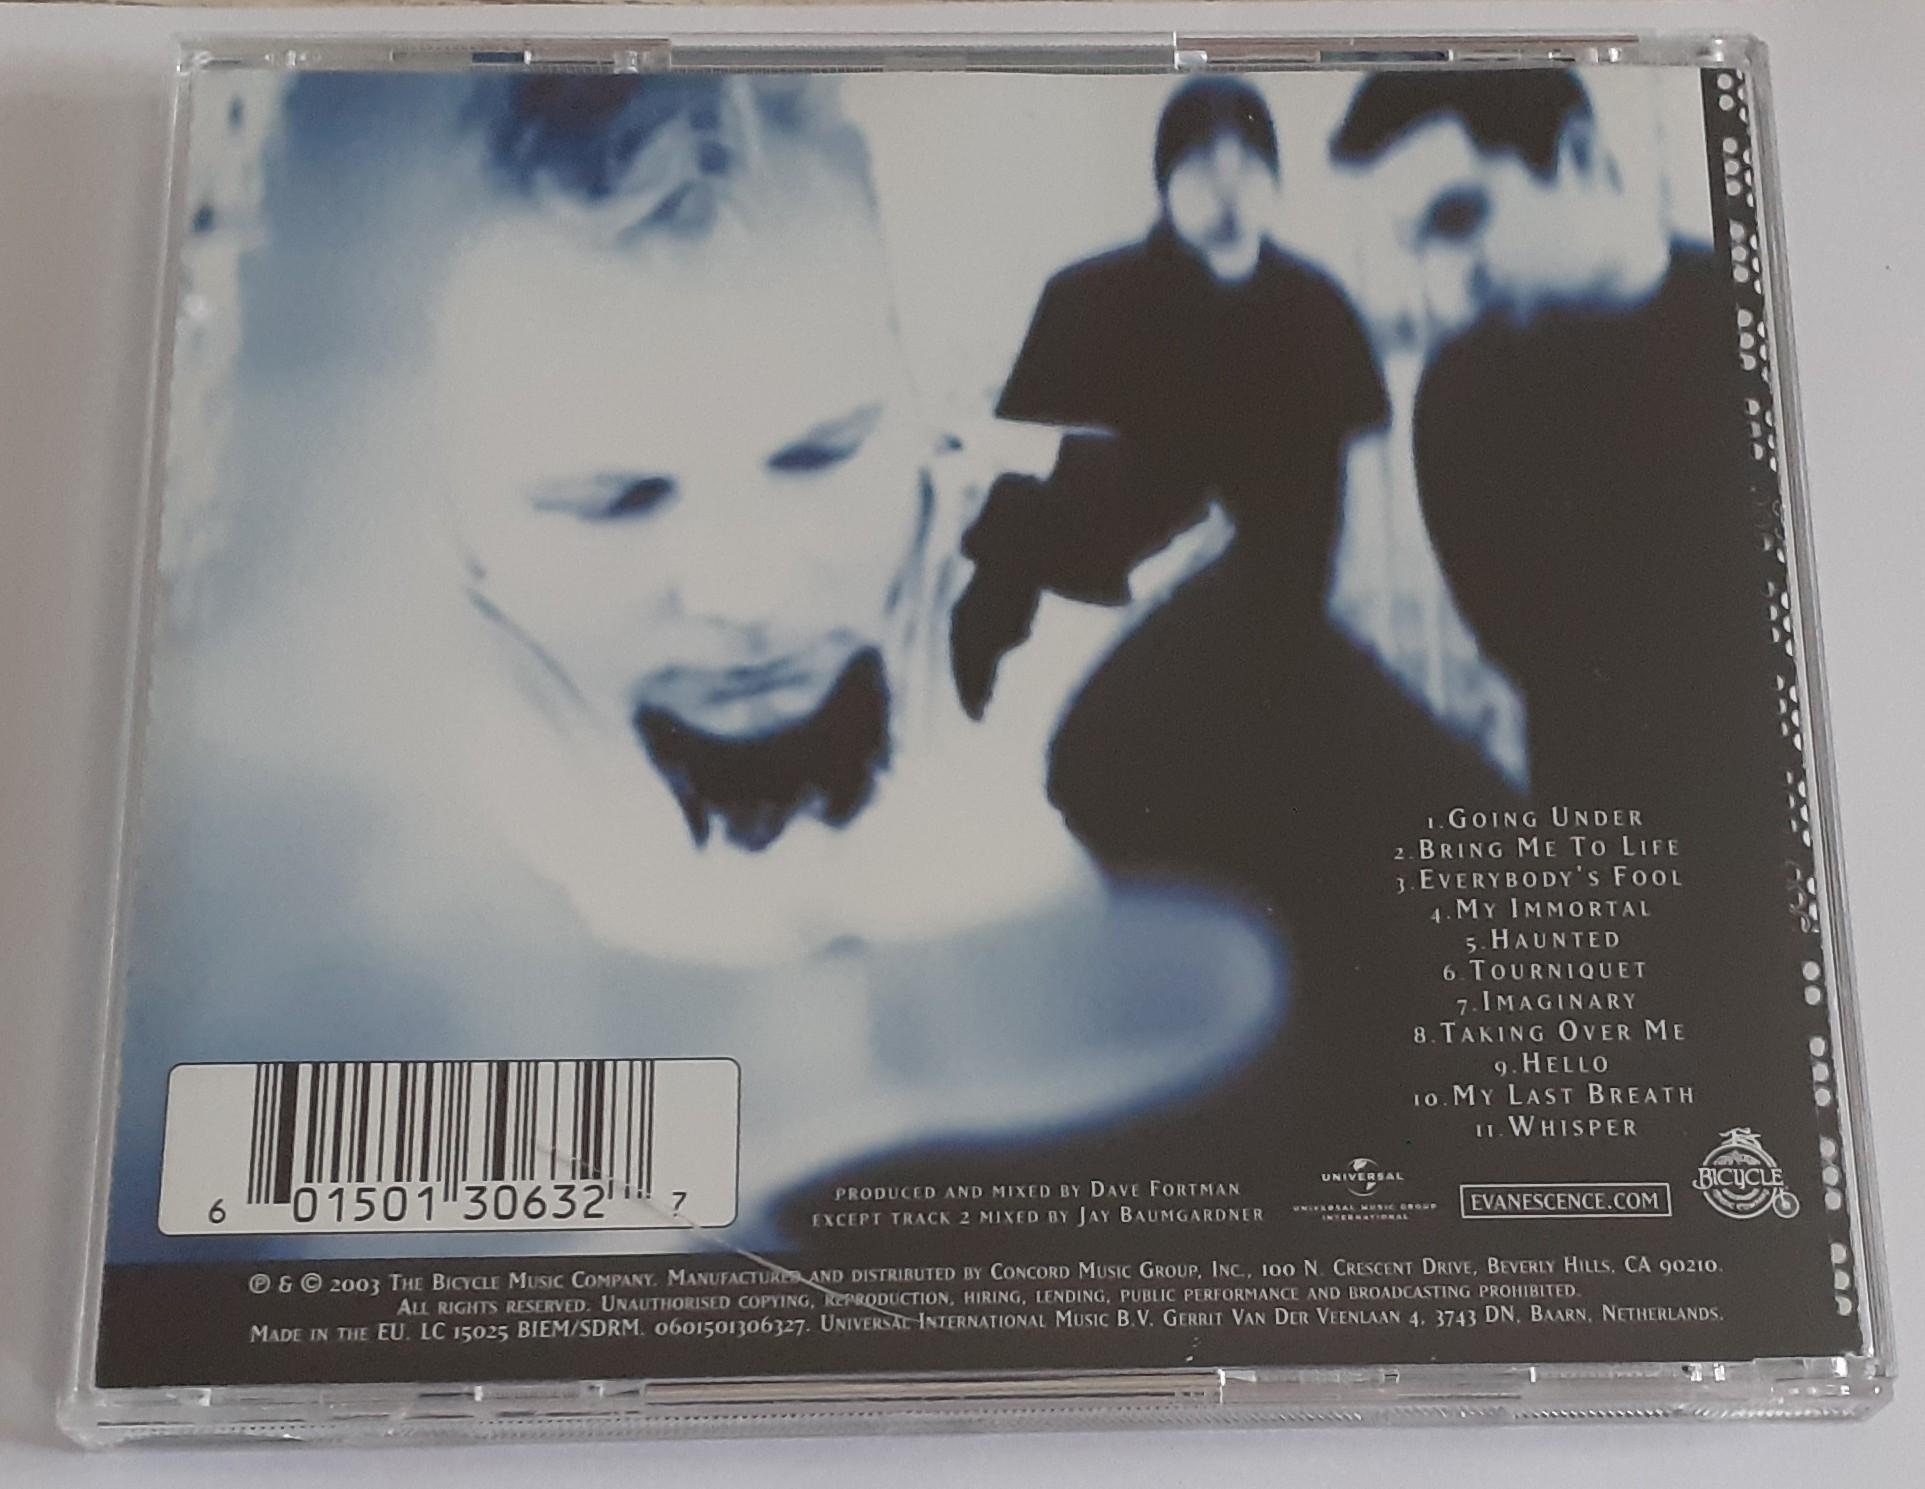 1.Going Under
2.Bring Me To Life
3.Everybody's Fool
4.My Immortal
5.Haunted
6.Tourniquet
7.Imaginary
8.Taking Over Me
9.Hello
10.My Last Breath
11.Whisper
6 01501 30632 7
PRODUCED AND MIXED BY DAVE FORTMAN
EXCEPT TRACK 2 MIXED BY JAY BAUMGARDNER
UNIVERSAL
UNIVERSAL MUSIC GROUP
INTERNATIONAL
EVANESCENCE.COM
BICYCLE
℗ & © 2003 The Bicycle Music Company. Manufactured and distributed by Concord Music Group, Inc., 100 N. Crescent Drive, Beverly Hills, CA 90210.
All rights reserved. Unauthorised copying, reproduction, hiring, lending, public performance and broadcasting prohibited.
Made in the EU. LC 15025 BIEM/SDRM. 0601501306327. Universal International Music B.V. Gerrit Van Der Veenlaan 4, 3743 DN, Baarn, Netherlands.